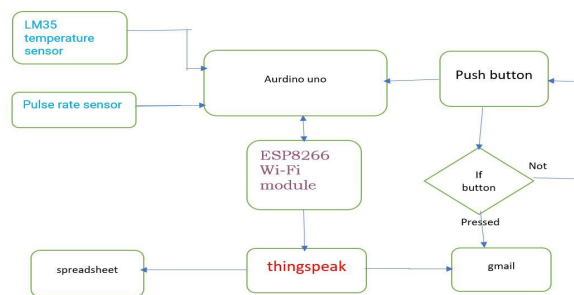 LM35
temperature
sensor
Pulse rate sensor
Aurdino uno
Push button
ESP8266
Wi-Fi
module
If
button
Not
Pressed
spreadsheet
thingspeak
gmail